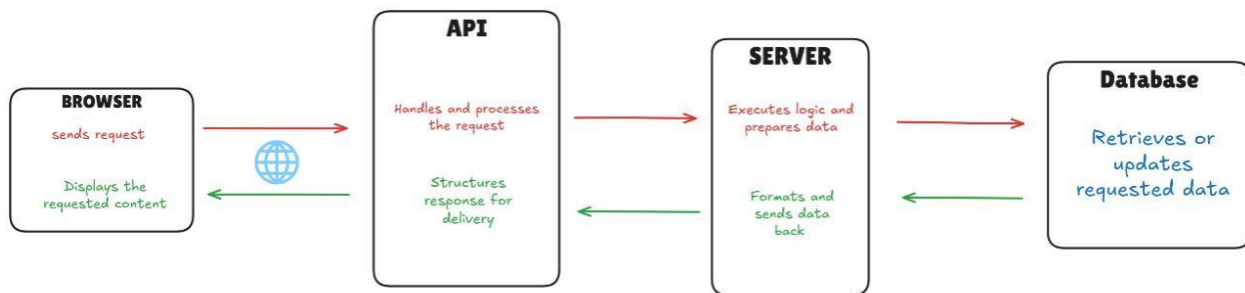 BROWSER
sends request
Displays the
requested content
API
Handles and processes
the request
Structures
response for
delivery
SERVER
Executes logic and
prepares data
Formats and
sends data
back
Database
Retrieves or
updates
requested data